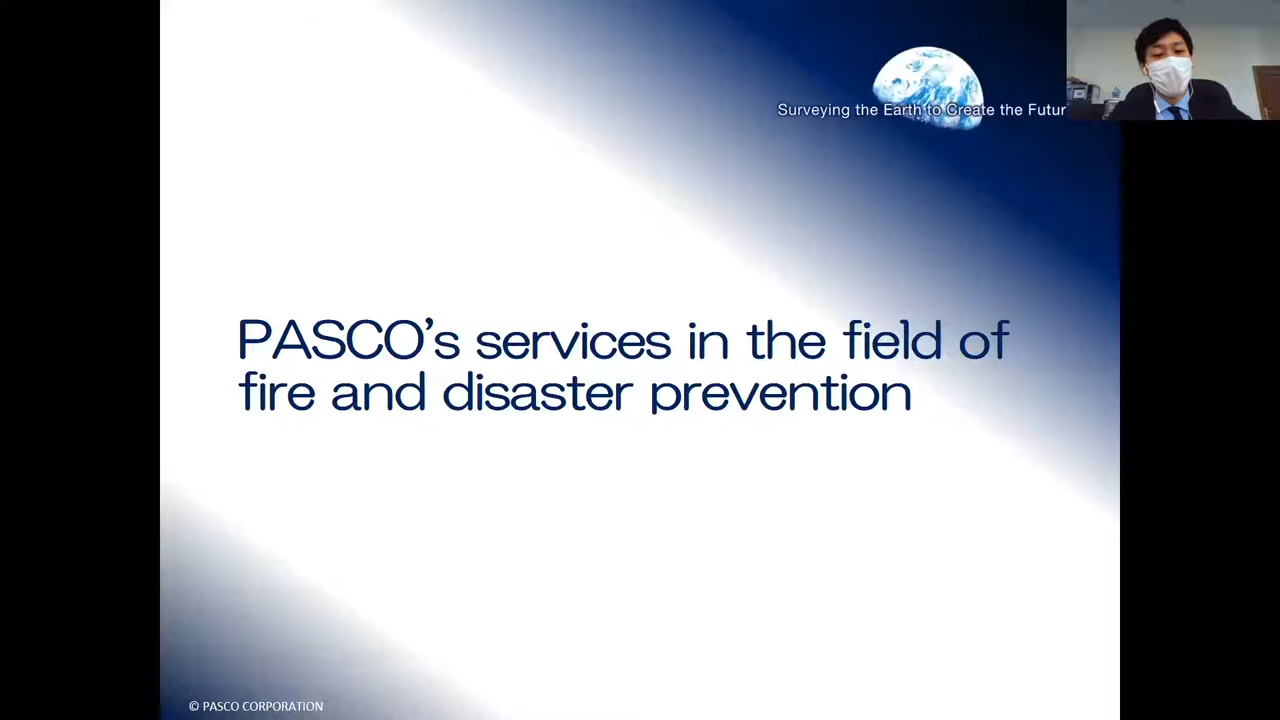 Surveying the Earth to Create the Futur
PASCO’s services in the field of
fire and disaster prevention
© PASCO CORPORATION